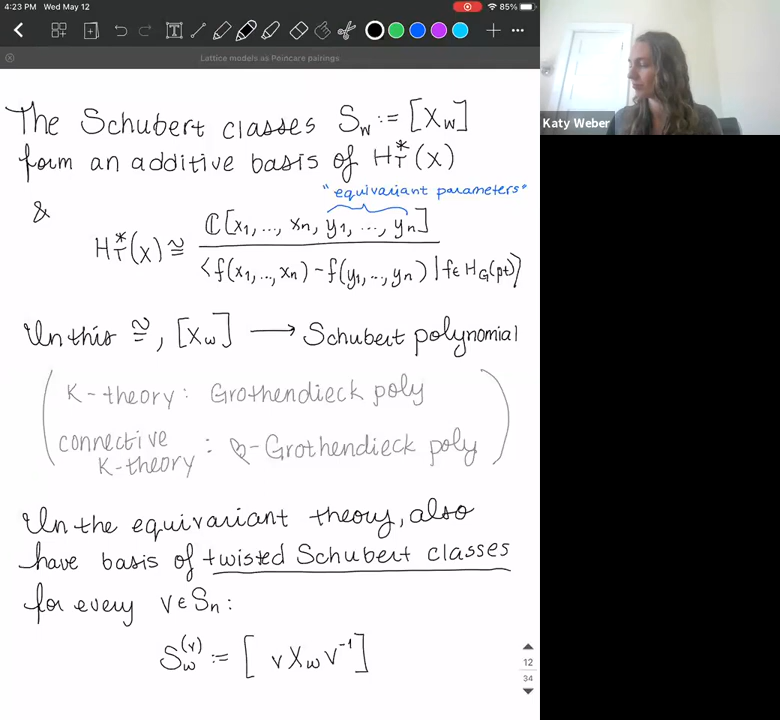 4:23 PM Wed May 12
85%
Lattice models as Poincare pairings
Katy Weber
The Schubert classes S_w := [X_w]
form an additive basis of H_T^*(X)
"equivariant parameters"
&
H_T^*(X) ≅ ℂ[x_1, ..., x_n, y_1, ..., y_n] / ⟨f(x_1, ..., x_n) - f(y_1, ..., y_n) | f ∈ H_G(pt)⟩
In this ≅, [X_w] ⟶ Schubert polynomial
(K-theory: Grothendieck poly
connective K-theory: β-Grothendieck poly)
In the equivariant theory, also
have basis of twisted Schubert classes
for every v ∈ S_n:
S_w^{(v)} := [v X_w v^{-1}]
12
34